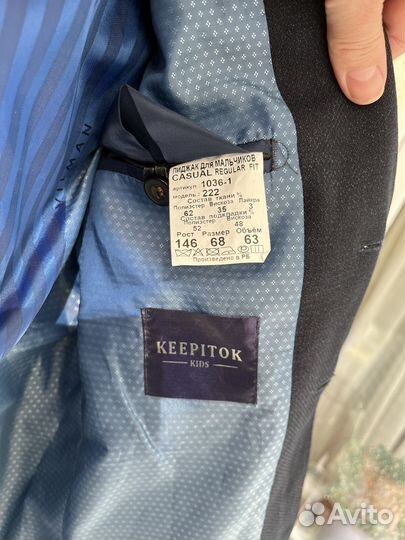 VILMAN
ПИДЖАК ДЛЯ МАЛЬЧИКОВ
CASUAL REGULAR FIT
артикул 1036-1
модель: 222
Состав ткани %
Полиэстер Вискоза Лайкра
62 35 3
Состав подкладки %
Полиэстер Вискоза
52 48
Рост Размер Объём
146 68 63
Произведено в РБ
KEEPITOK
KIDS
Avito